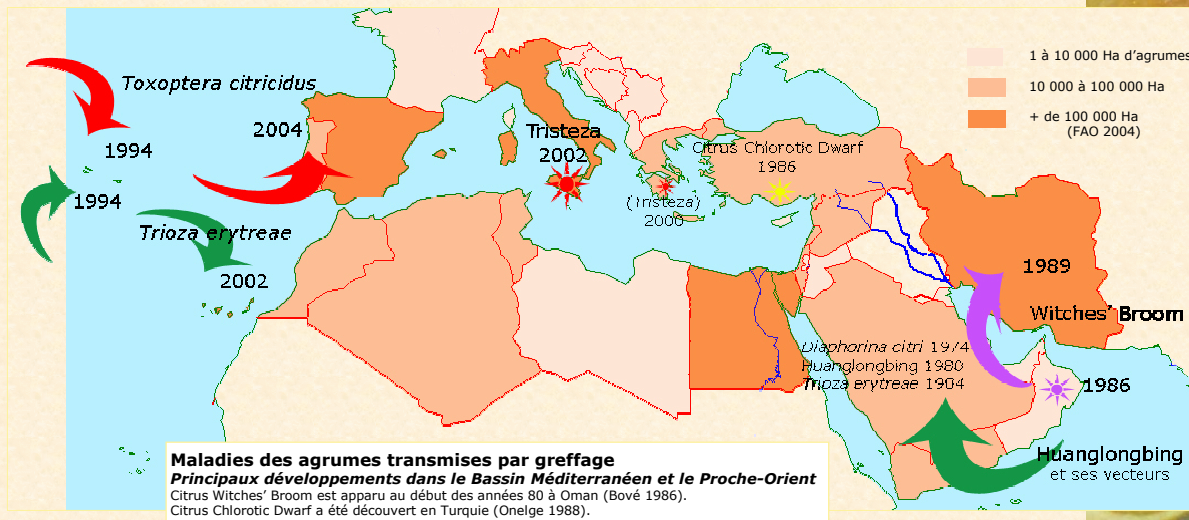 1 à 10 000 Ha d'agrumes
10 000 à 100 000 Ha
+ de 100 000 Ha
(FAO 2004)
Toxoptera citricidus
1994
2004
1994
Trioza erytreae
2002
Tristeza
2002
(Tristeza)
2000
Citrus Chlorotic Dwarf
1986
1989
Witches' Broom
Diaphorina citri 1974
Huanglongbing 1980
Trioza erytreae 1984
1986
Huanglongbing
et ses vecteurs
Maladies des agrumes transmises par greffage
Principaux développements dans le Bassin Méditerranéen et le Proche-Orient
Citrus Witches' Broom est apparu au début des années 80 à Oman (Bové 1986).
Citrus Chlorotic Dwarf a été découvert en Turquie (Onelge 1988).